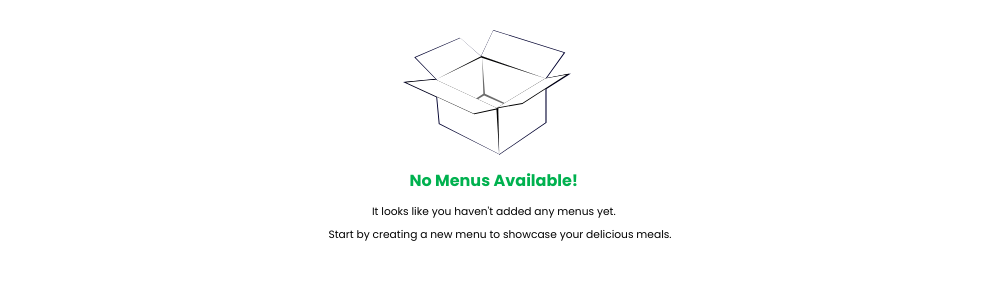 No Menus Available!
It looks like you haven't added any menus yet.
Start by creating a new menu to showcase your delicious meals.